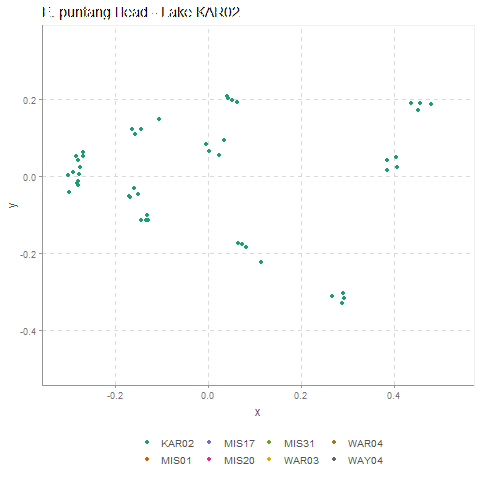 E. puntang Head - Lake KAR02
0.2
0.0
-0.2
-0.4
y
-0.2 0.0 0.2 0.4
x
KAR02 MIS17 MIS31 WAR04
MIS01 MIS20 WAR03 WAY04